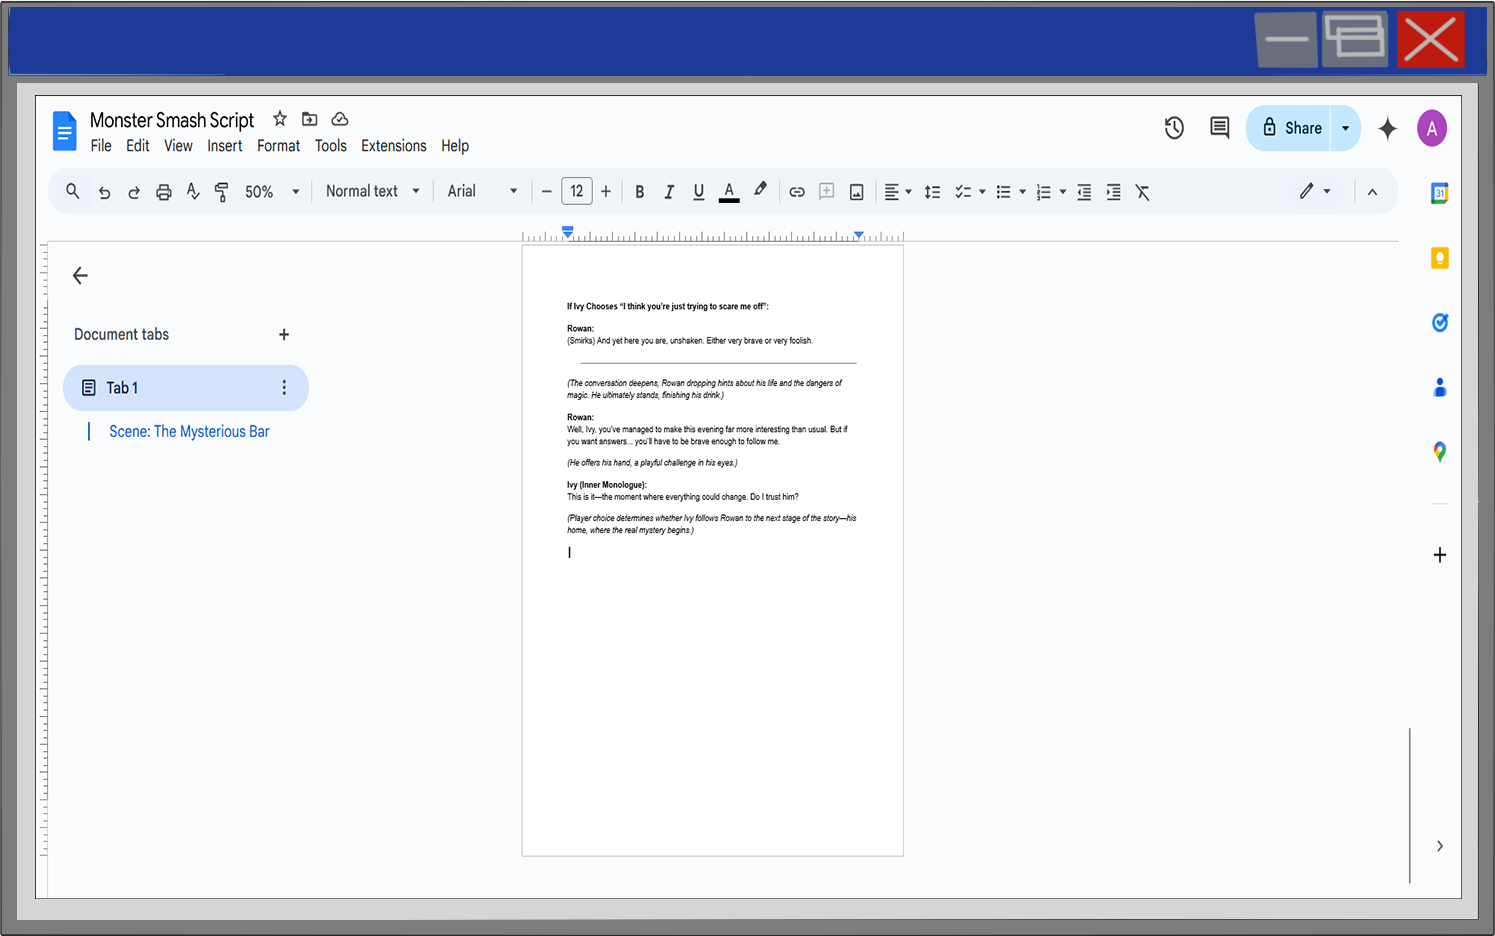 Monster Smash Script
File Edit View Insert Format Tools Extensions Help
Share
A
50% Normal text Arial 12 B I U A
31
Document tabs
Tab 1
Scene: The Mysterious Bar
If Ivy Chooses “I think you’re just trying to scare me off”:
Rowan:
(Smirks) And yet here you are, unshaken. Either very brave or very foolish.
(The conversation deepens, Rowan dropping hints about his life and the dangers of
magic. He ultimately stands, finishing his drink.)
Rowan:
Well, Ivy, you’ve managed to make this evening far more interesting than usual. But if
you want answers... you’ll have to be brave enough to follow me.
(He offers his hand, a playful challenge in his eyes.)
Ivy (Inner Monologue):
This is it—the moment where everything could change. Do I trust him?
(Player choice determines whether Ivy follows Rowan to the next stage of the story—his
home, where the real mystery begins.)